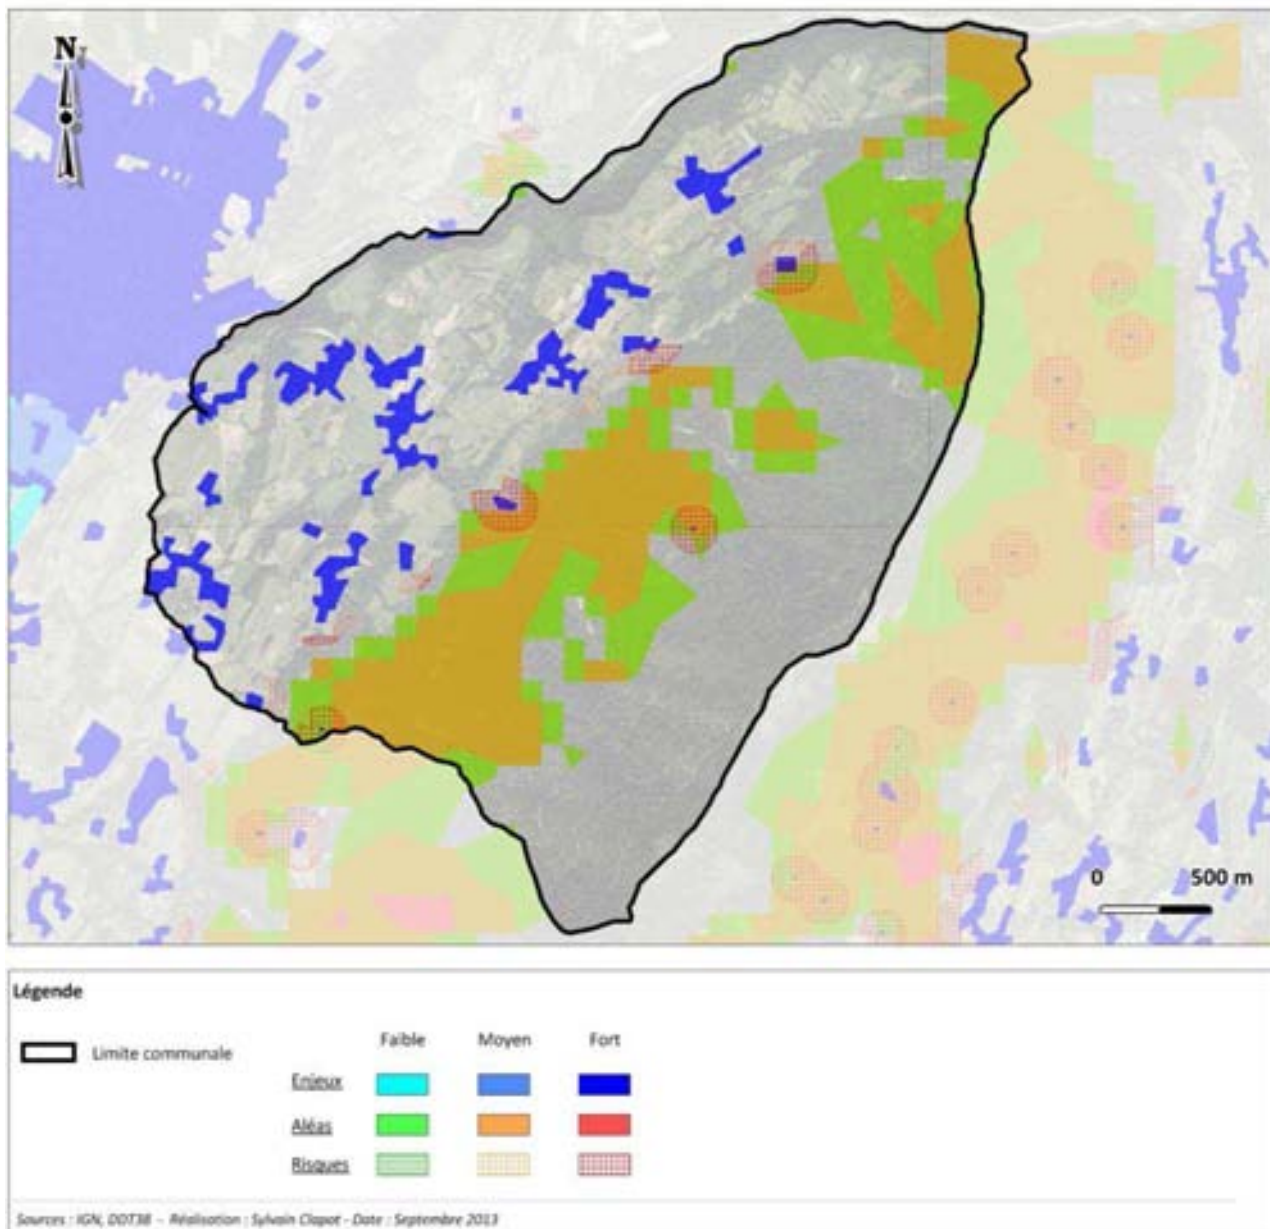 N
0 500 m
Légende
Limite communale
Faible Moyen Fort
Enjeux
Aléas
Risques
Sources : IGN, DDT38 - Réalisation : Sylvain Clapot - Date : Septembre 2013